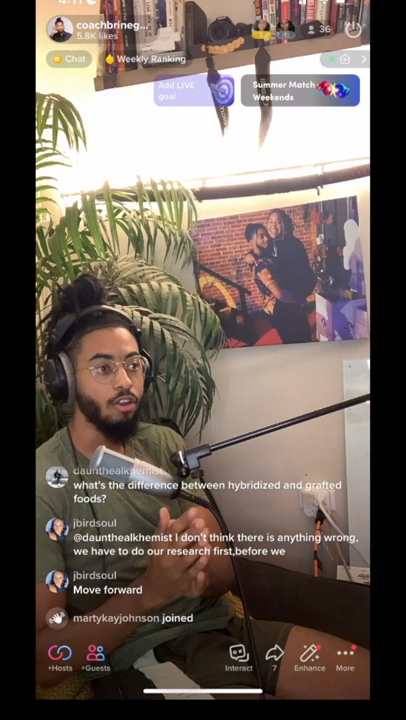 coachbrineg...
5.8K likes
36
Chat
Weekly Ranking
Add LIVE
goal
Summer Match
Weekends
daunthealkhemist
what's the difference between hybridized and grafted
foods?
jbirdsoul
@daunthealkhemist I don't think there is anything wrong,
we have to do our research first,before we
jbirdsoul
Move forward
martykayjohnson joined
+Hosts
+Guests
Interact
7
Enhance
More